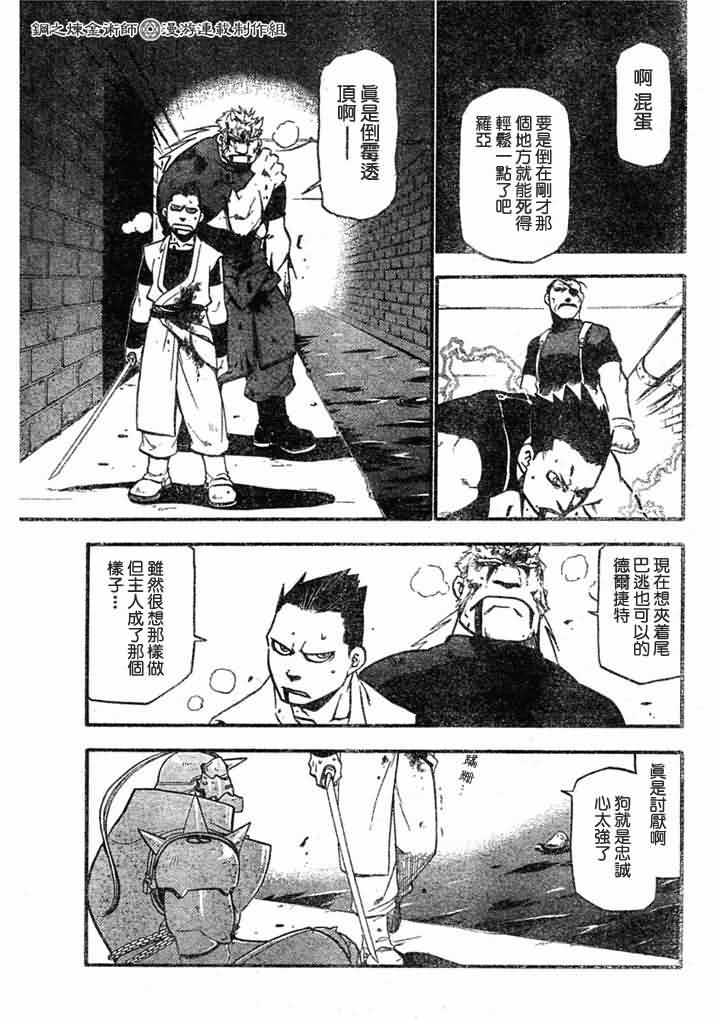 鋼之煉金術師 漫游連載制作組
啊混蛋
要是倒在剛才那
個地方就能死得
輕鬆一點了吧
羅亞
眞是倒霉透
頂啊——
現在想夾着尾
巴逃也可以的
德爾捷特
雖然很想那樣做
但主人成了那個
樣子…
眞是討厭啊
狗就是忠誠
心太強了
蹣跚…